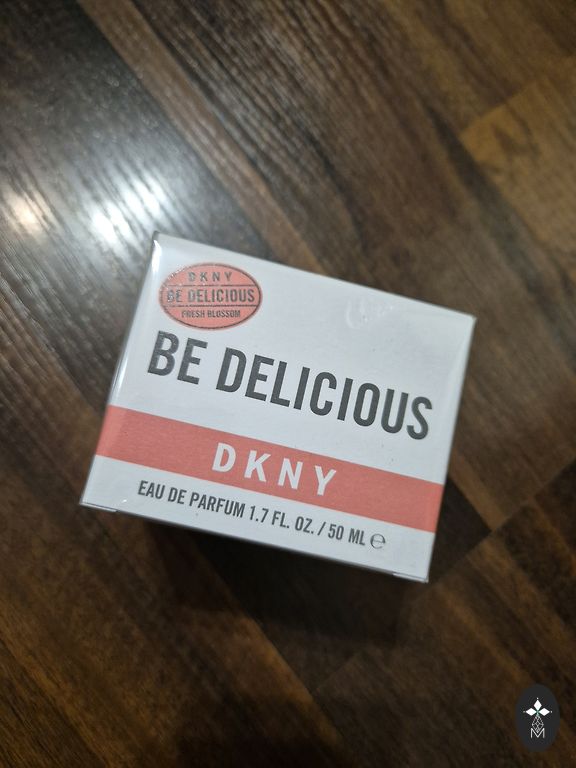 DKNY
BE DELICIOUS
FRESH BLOSSOM
BE DELICIOUS
DKNY
EAU DE PARFUM 1.7 FL. OZ. / 50 ML ℮
M